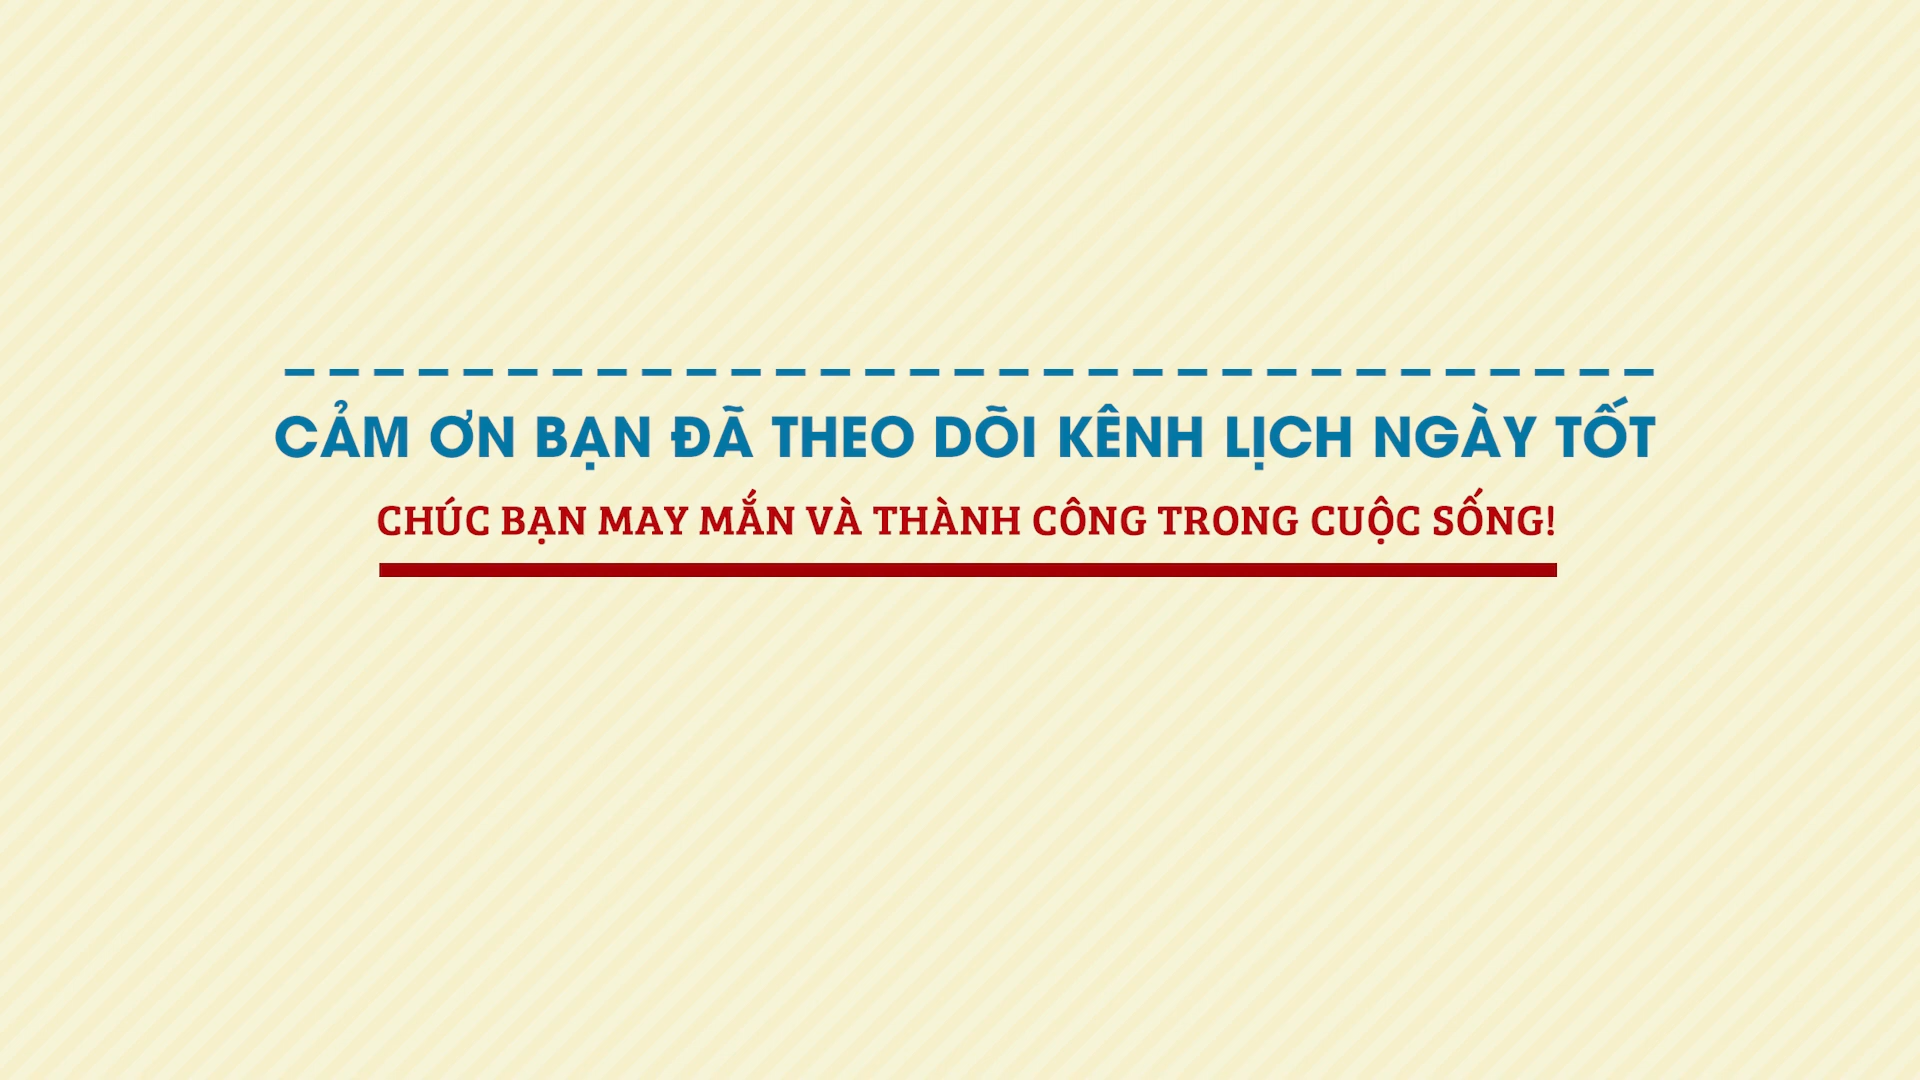 CẢM ƠN BẠN ĐÃ THEO DÕI KÊNH LỊCH NGÀY TỐT
CHÚC BẠN MAY MẮN VÀ THÀNH CÔNG TRONG CUỘC SỐNG!